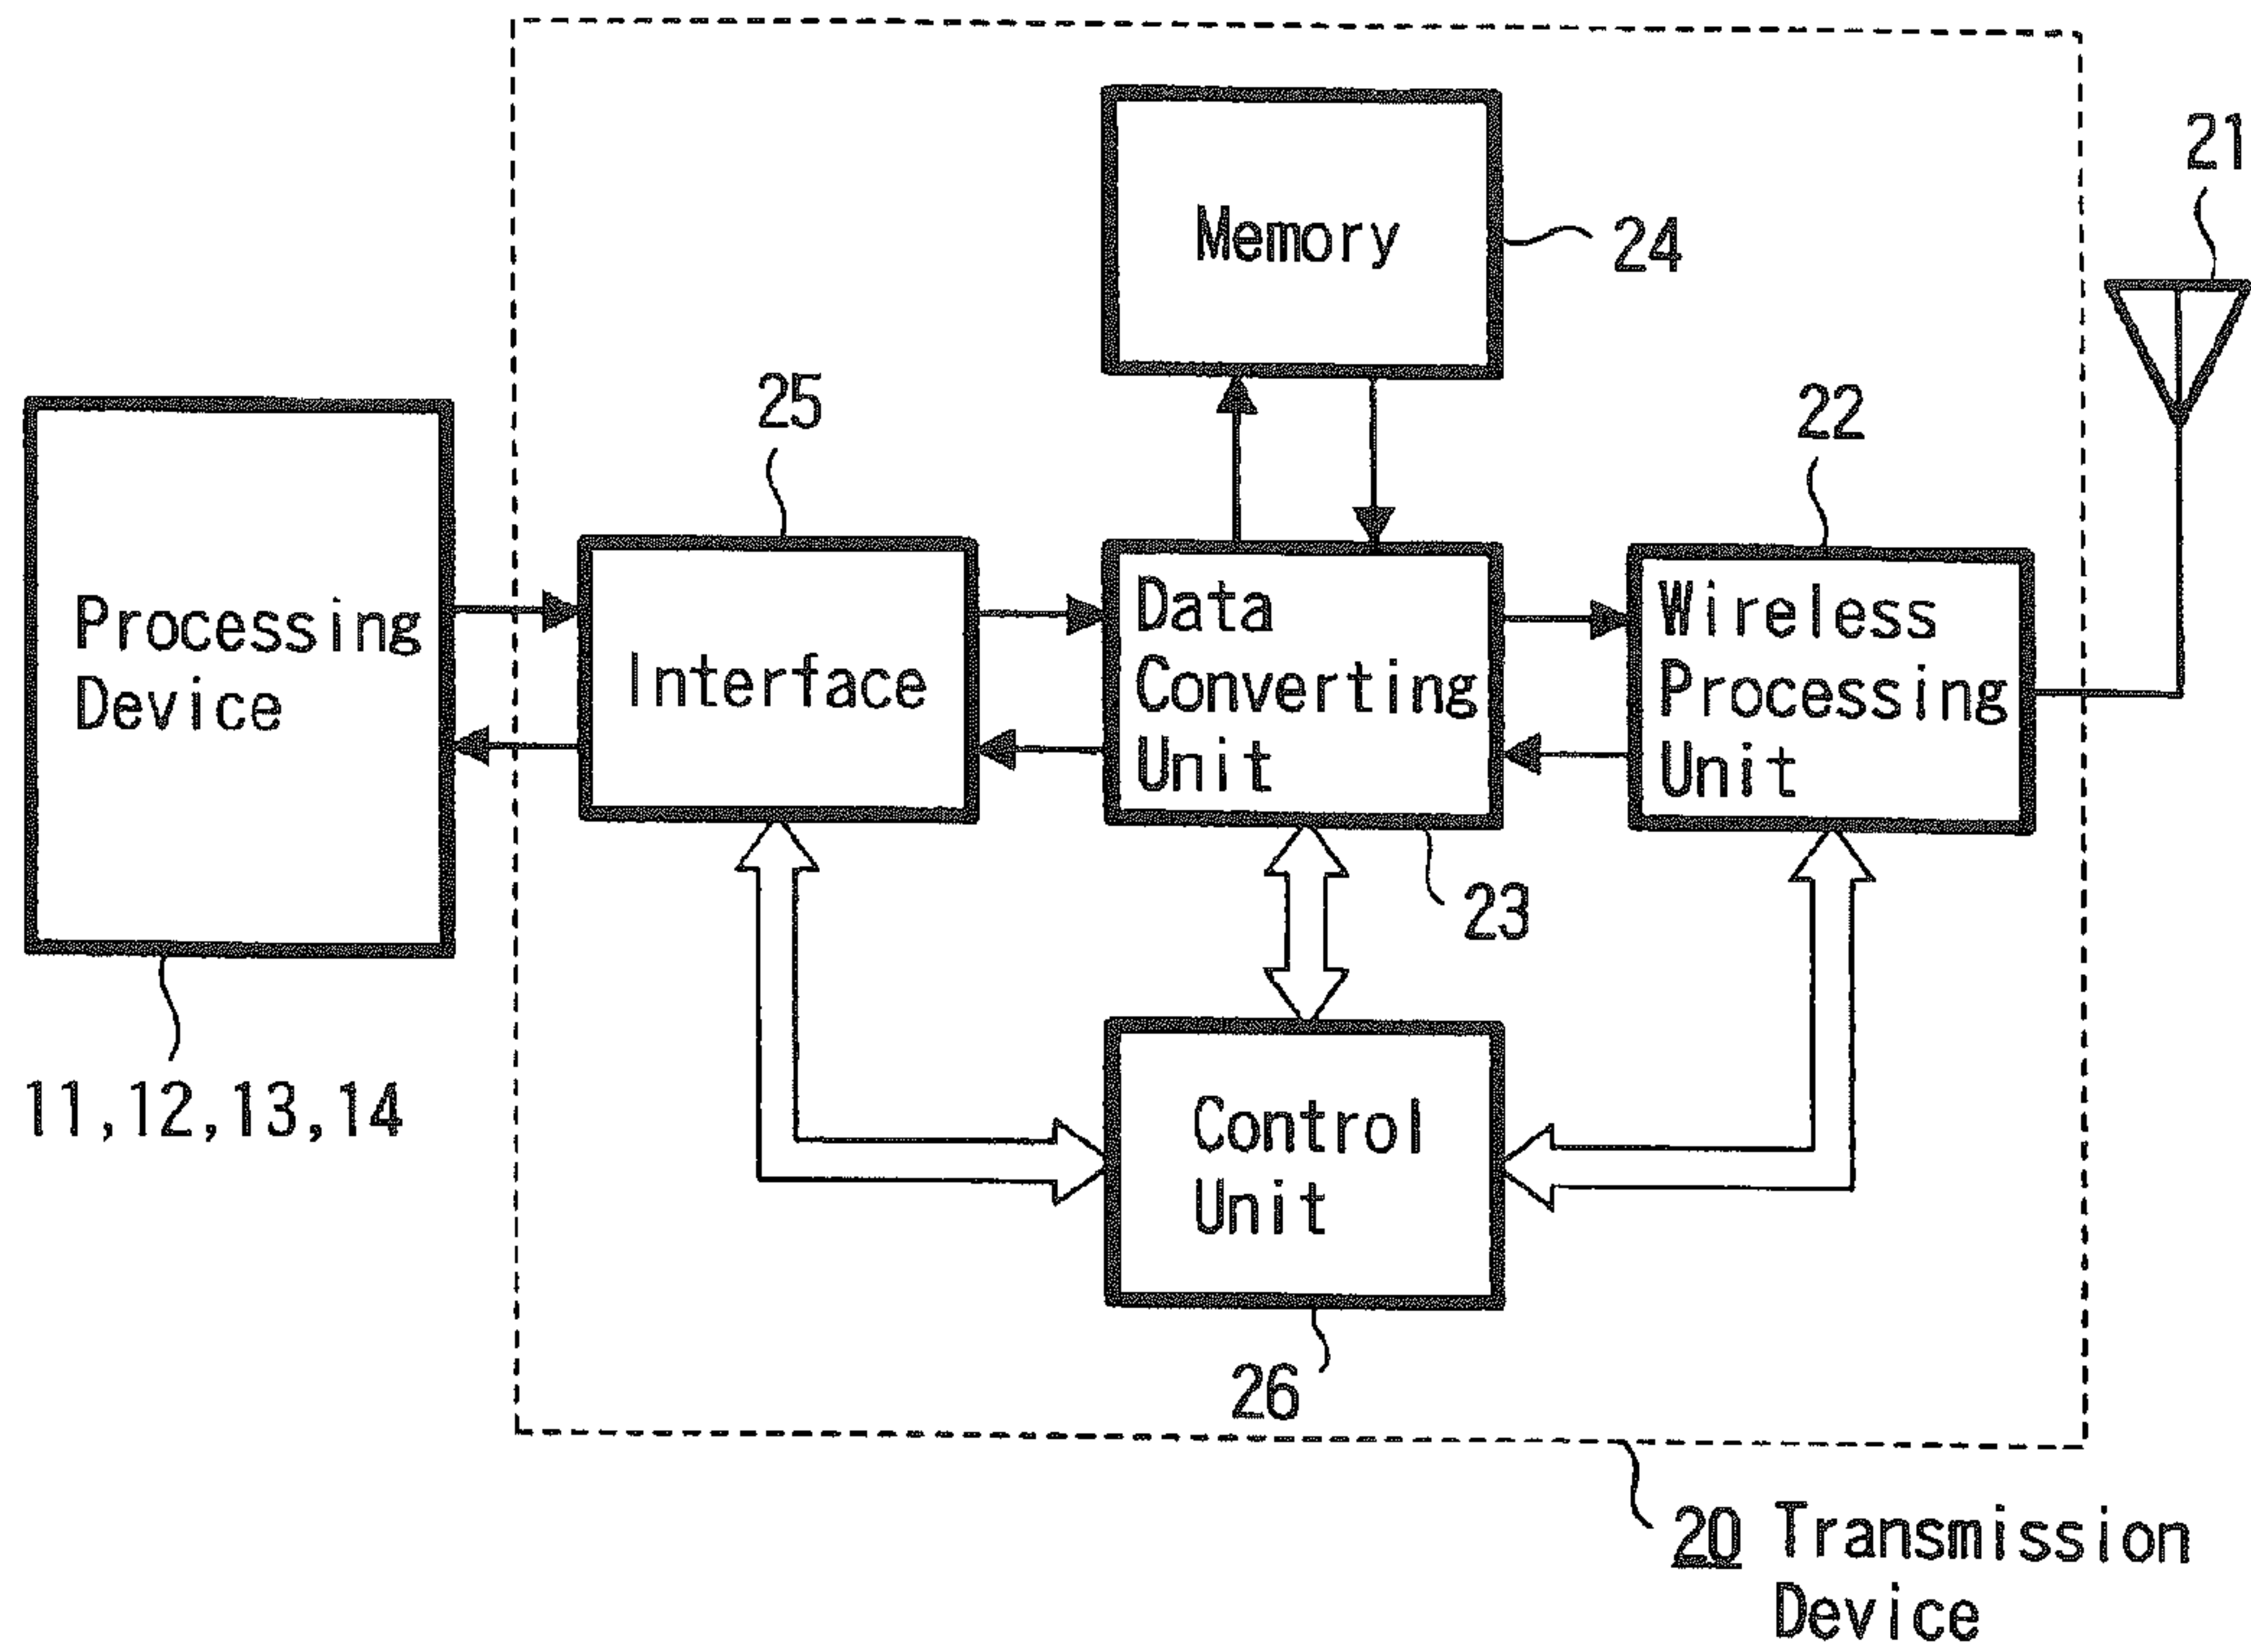 21
Memory
24
25
22
Processing
Device
Interface
Data
Converting
Unit
Wireless
Processing
Unit
23
11,12,13,14
Control
Unit
26
20 Transmission
Device